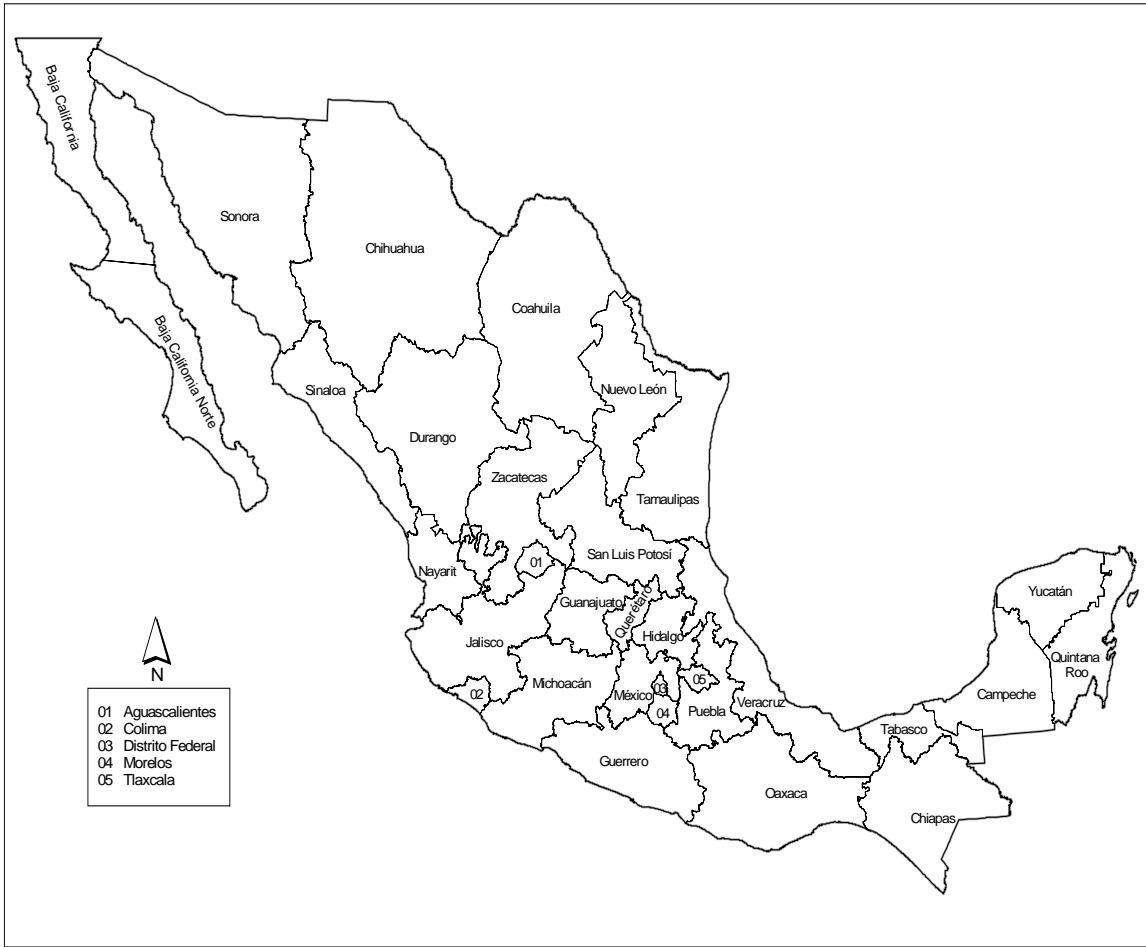 Baja California
Sonora
Chihuahua
Coahuila
Baja California Norte
Sinaloa
Nuevo León
Durango
Zacatecas
Tamaulipas
San Luis Potosí
01
Nayarit
Guanajuato
Querétaro
Hidalgo
Jalisco
Yucatán
Quintana
Roo
Michoacán
México
03
05
02
04
Puebla
Veracruz
Campeche
Tabasco
Guerrero
Oaxaca
Chiapas
N
01 Aguascalientes
02 Colima
03 Distrito Federal
04 Morelos
05 Tlaxcala